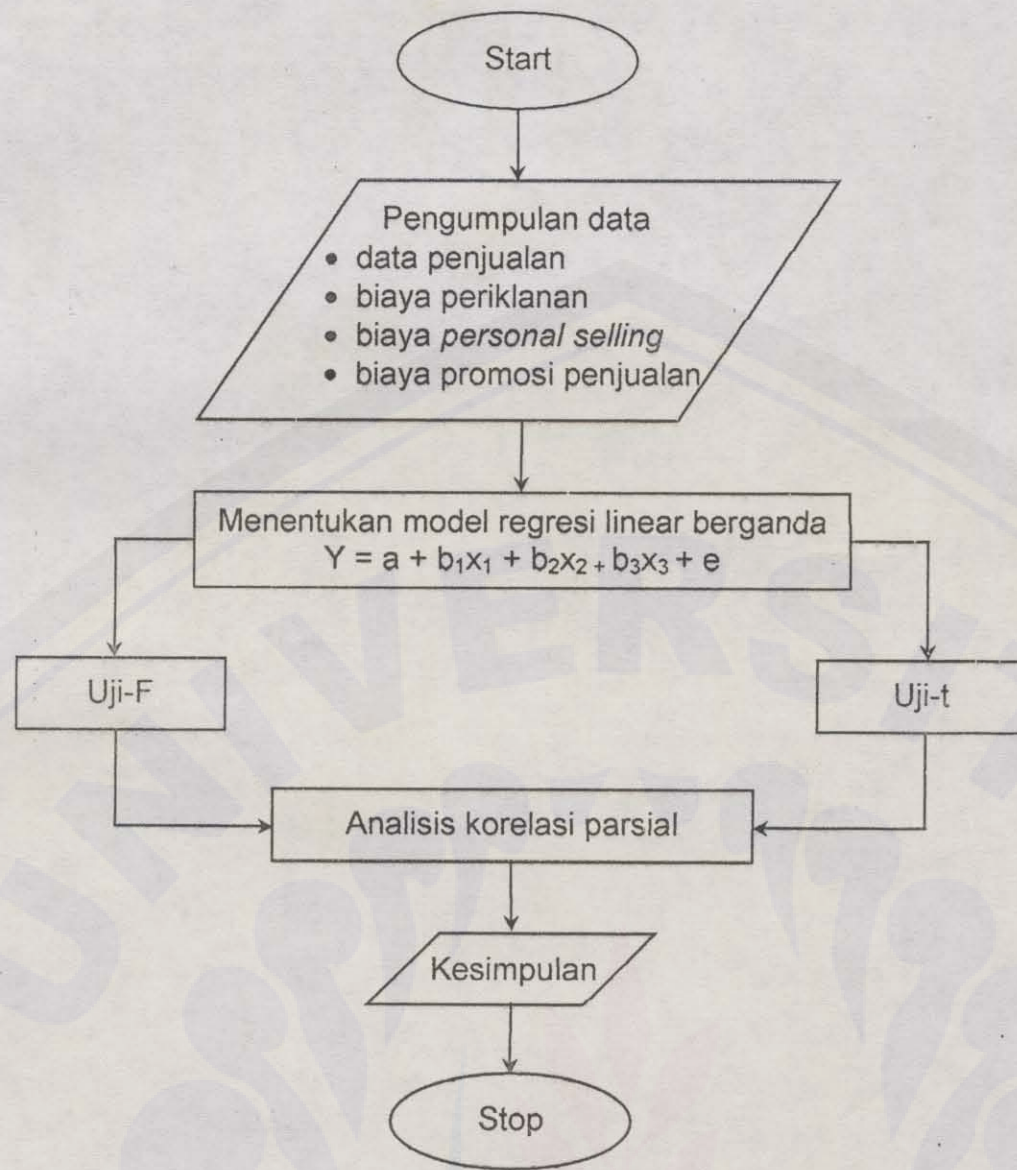 Start
Pengumpulan data
• data penjualan
• biaya periklanan
• biaya personal selling
• biaya promosi penjualan
Menentukan model regresi linear berganda
Y = a + b₁x₁ + b₂x₂ + b₃x₃ + e
Uji-F
Uji-t
Analisis korelasi parsial
Kesimpulan
Stop
UNIVERSIT